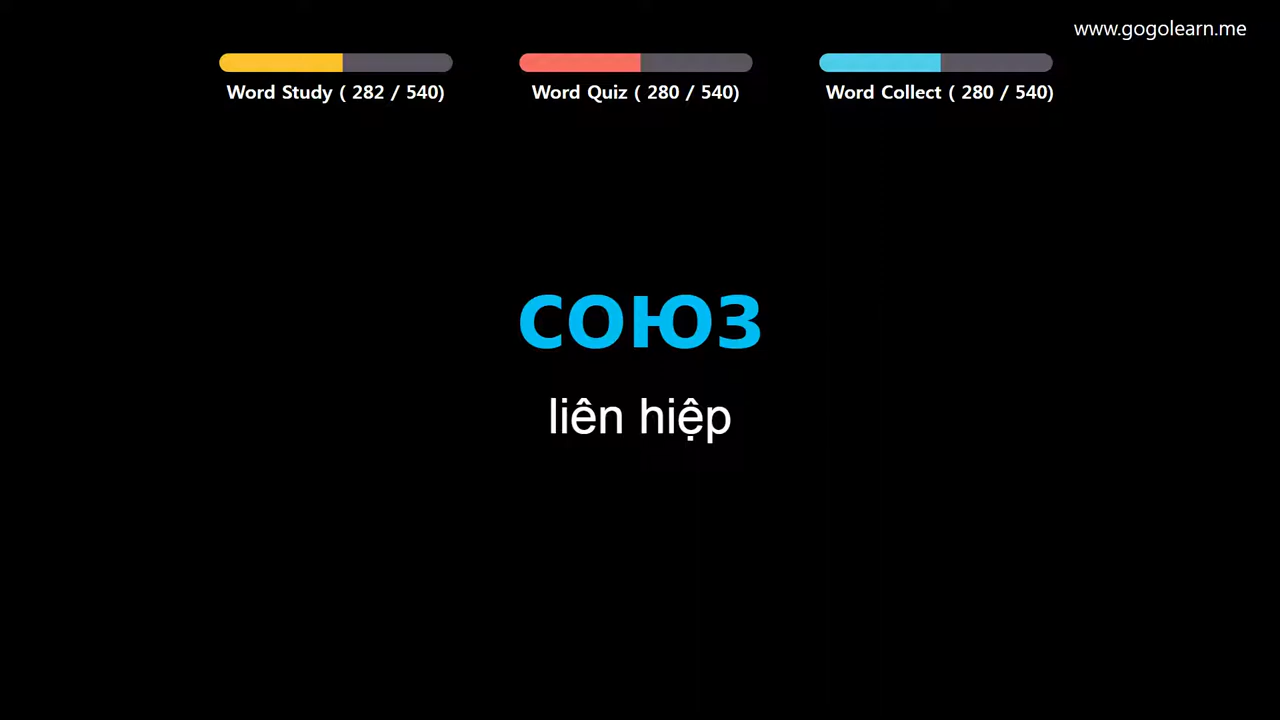 www.gogolearn.me
Word Study ( 282 / 540)
Word Quiz ( 280 / 540)
Word Collect ( 280 / 540)
союз
liên hiệp